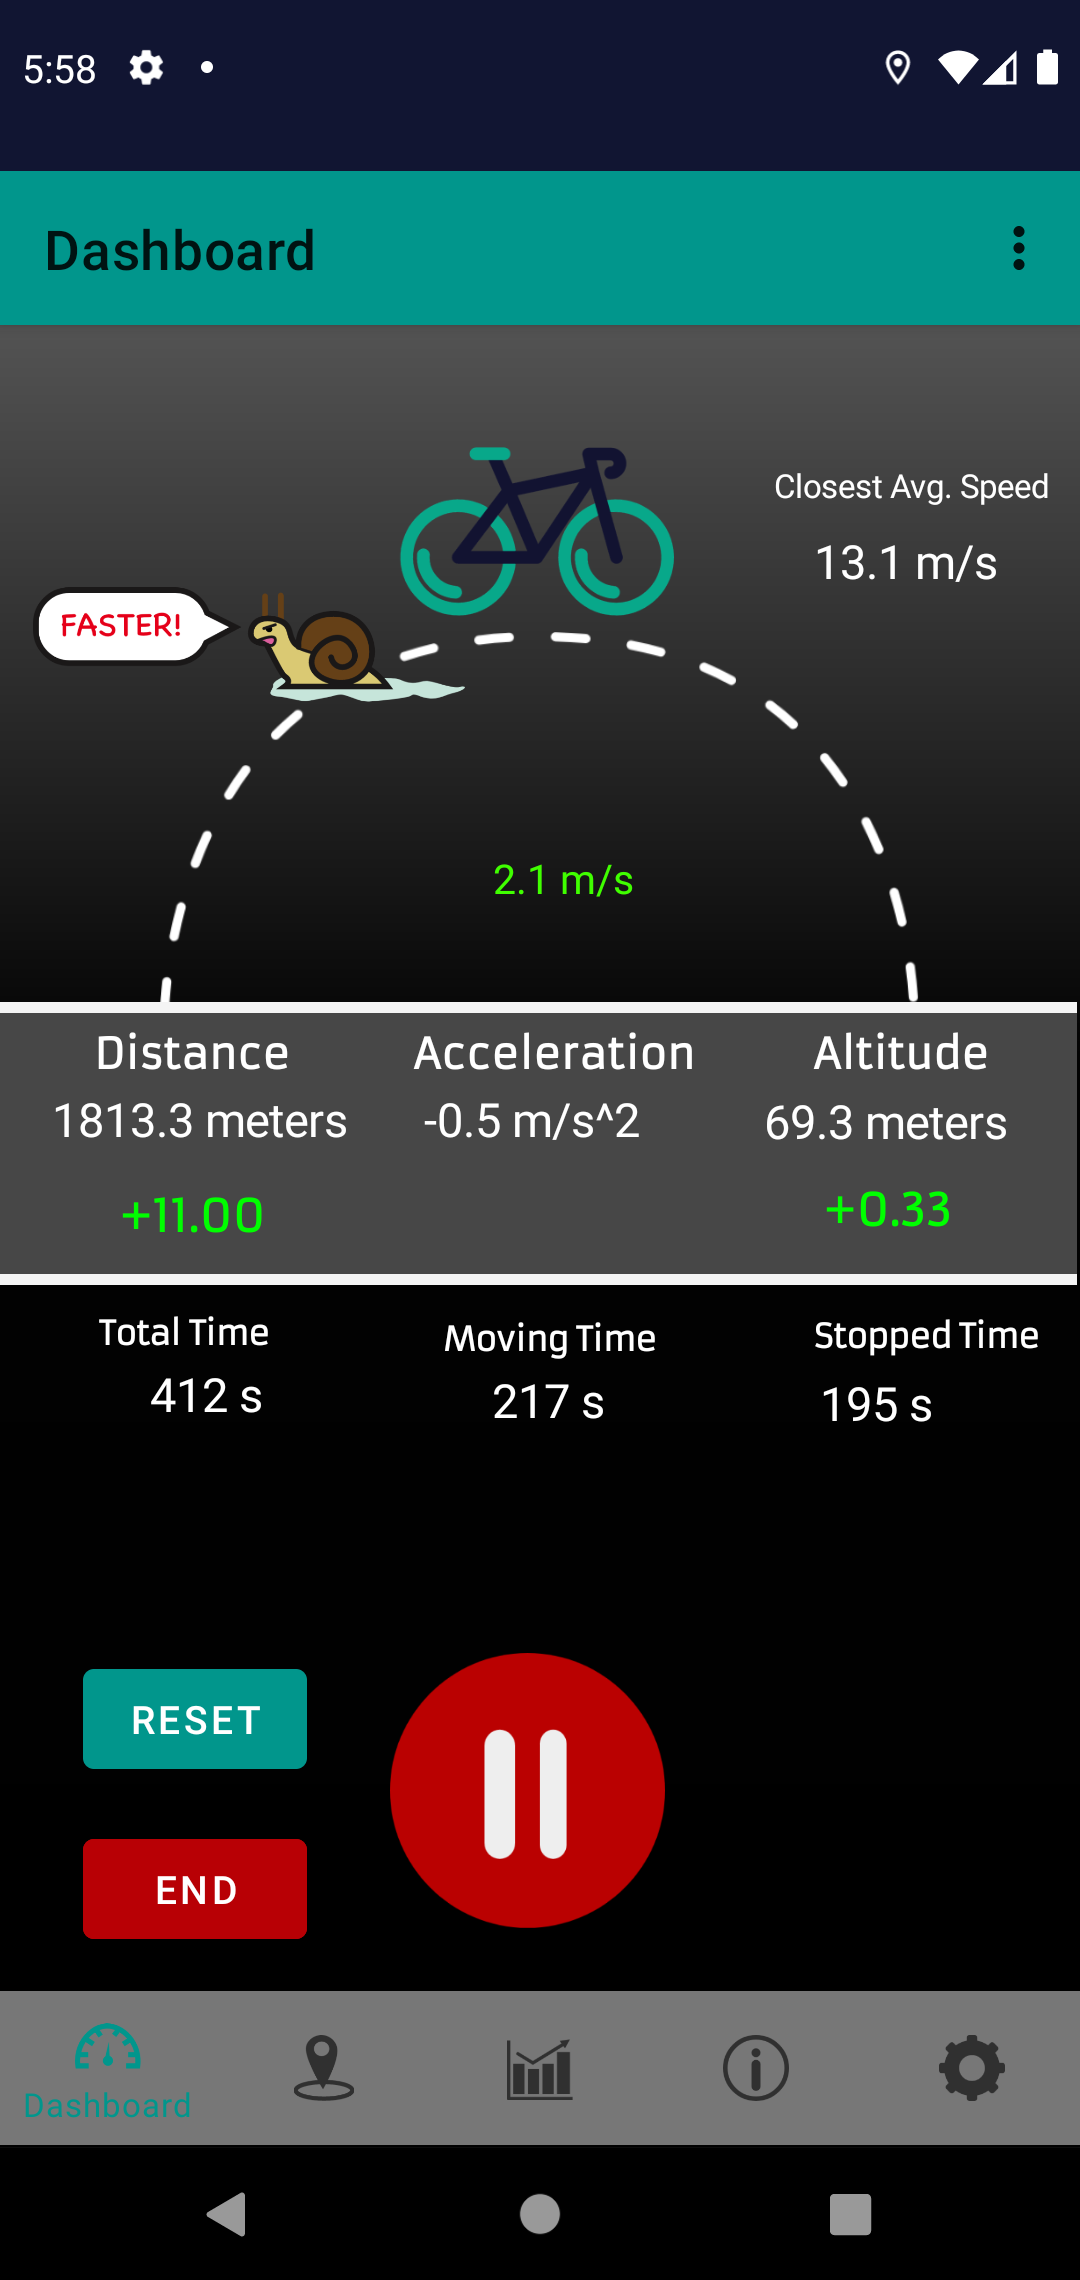 5:58
Dashboard
Closest Avg. Speed
13.1 m/s
FASTER!
2.1 m/s
Distance Acceleration Altitude
1813.3 meters -0.5 m/s^2 69.3 meters
+11.00 +0.33
Total Time Moving Time Stopped Time
412 s 217 s 195 s
RESET
END
Dashboard